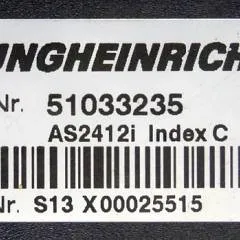 UNGHEINRICH
Nr. 51033235
AS2412i Index C
Nr. S13 X00025515